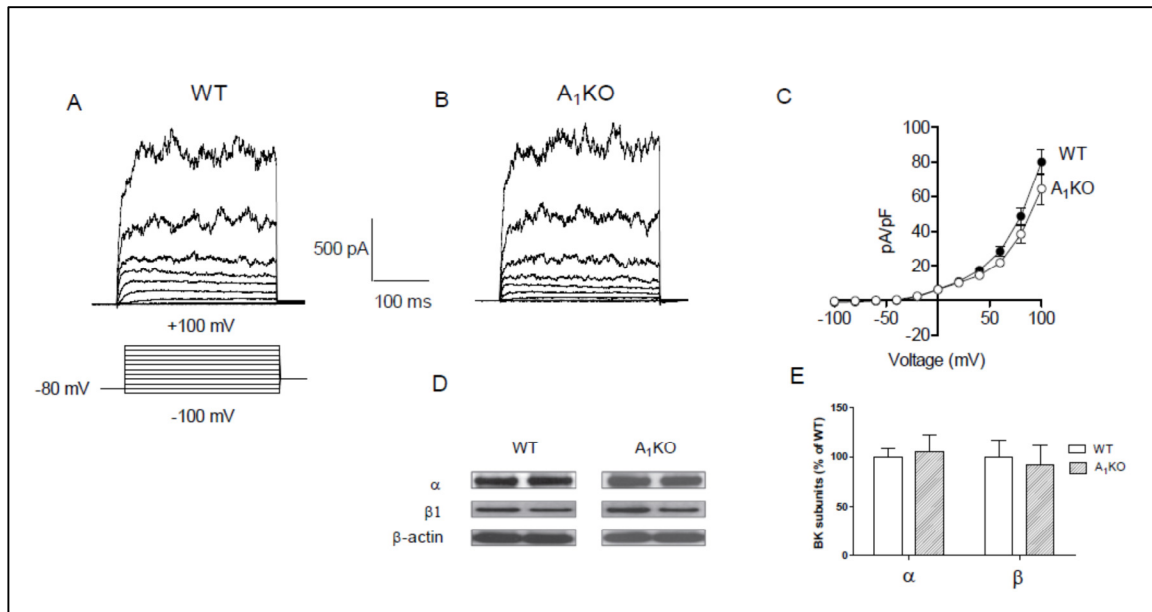 A
WT
B
A₁KO
500 pA
100 ms
+100 mV
-80 mV
-100 mV
C
pA/pF
100
80
60
40
20
-20
-100
-50
50
100
WT
A₁KO
Voltage (mV)
D
WT
A₁KO
α
β1
β-actin
E
BK subunits (% of WT)
150
100
50
0
α
β
WT
A₁KO